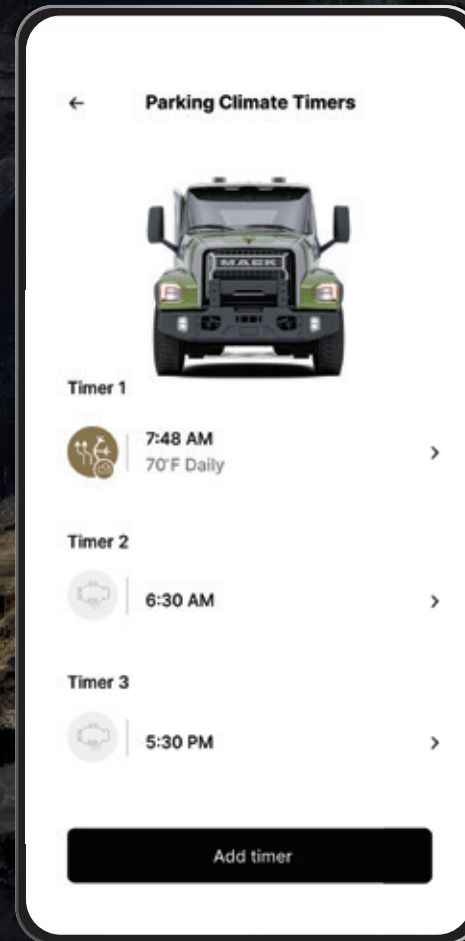 Parking Climate Timers
MACK
Timer 1
7:48 AM
70°F Daily
Timer 2
6:30 AM
Timer 3
5:30 PM
Add timer